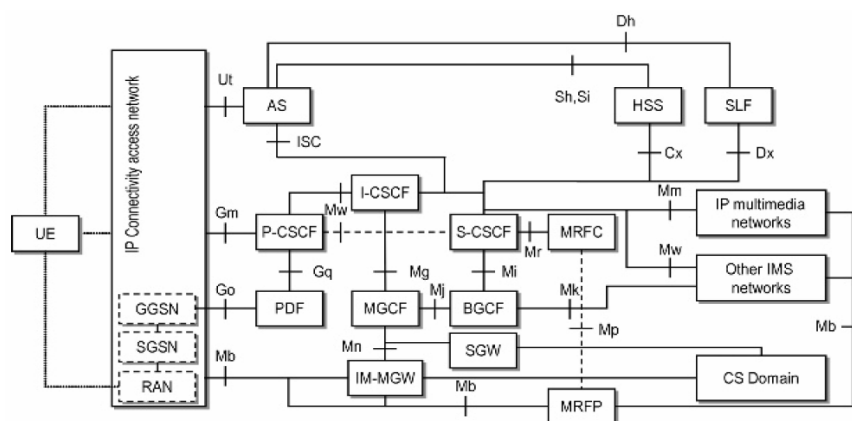 Dh
Ut
AS
Sh,Si
HSS
SLF
ISC
Cx
Dx
IP Connectivity access network
I-CSCF
Mm
IP multimedia
networks
Gm
Mw
UE
P-CSCF
S-CSCF
Mr
MRFC
Mw
Gq
Mg
Mi
Other IMS
networks
Go
Mj
Mk
GGSN
PDF
MGCF
BGCF
Mp
Mb
SGSN
Mn
SGW
Mb
RAN
IM-MGW
CS Domain
Mb
MRFP